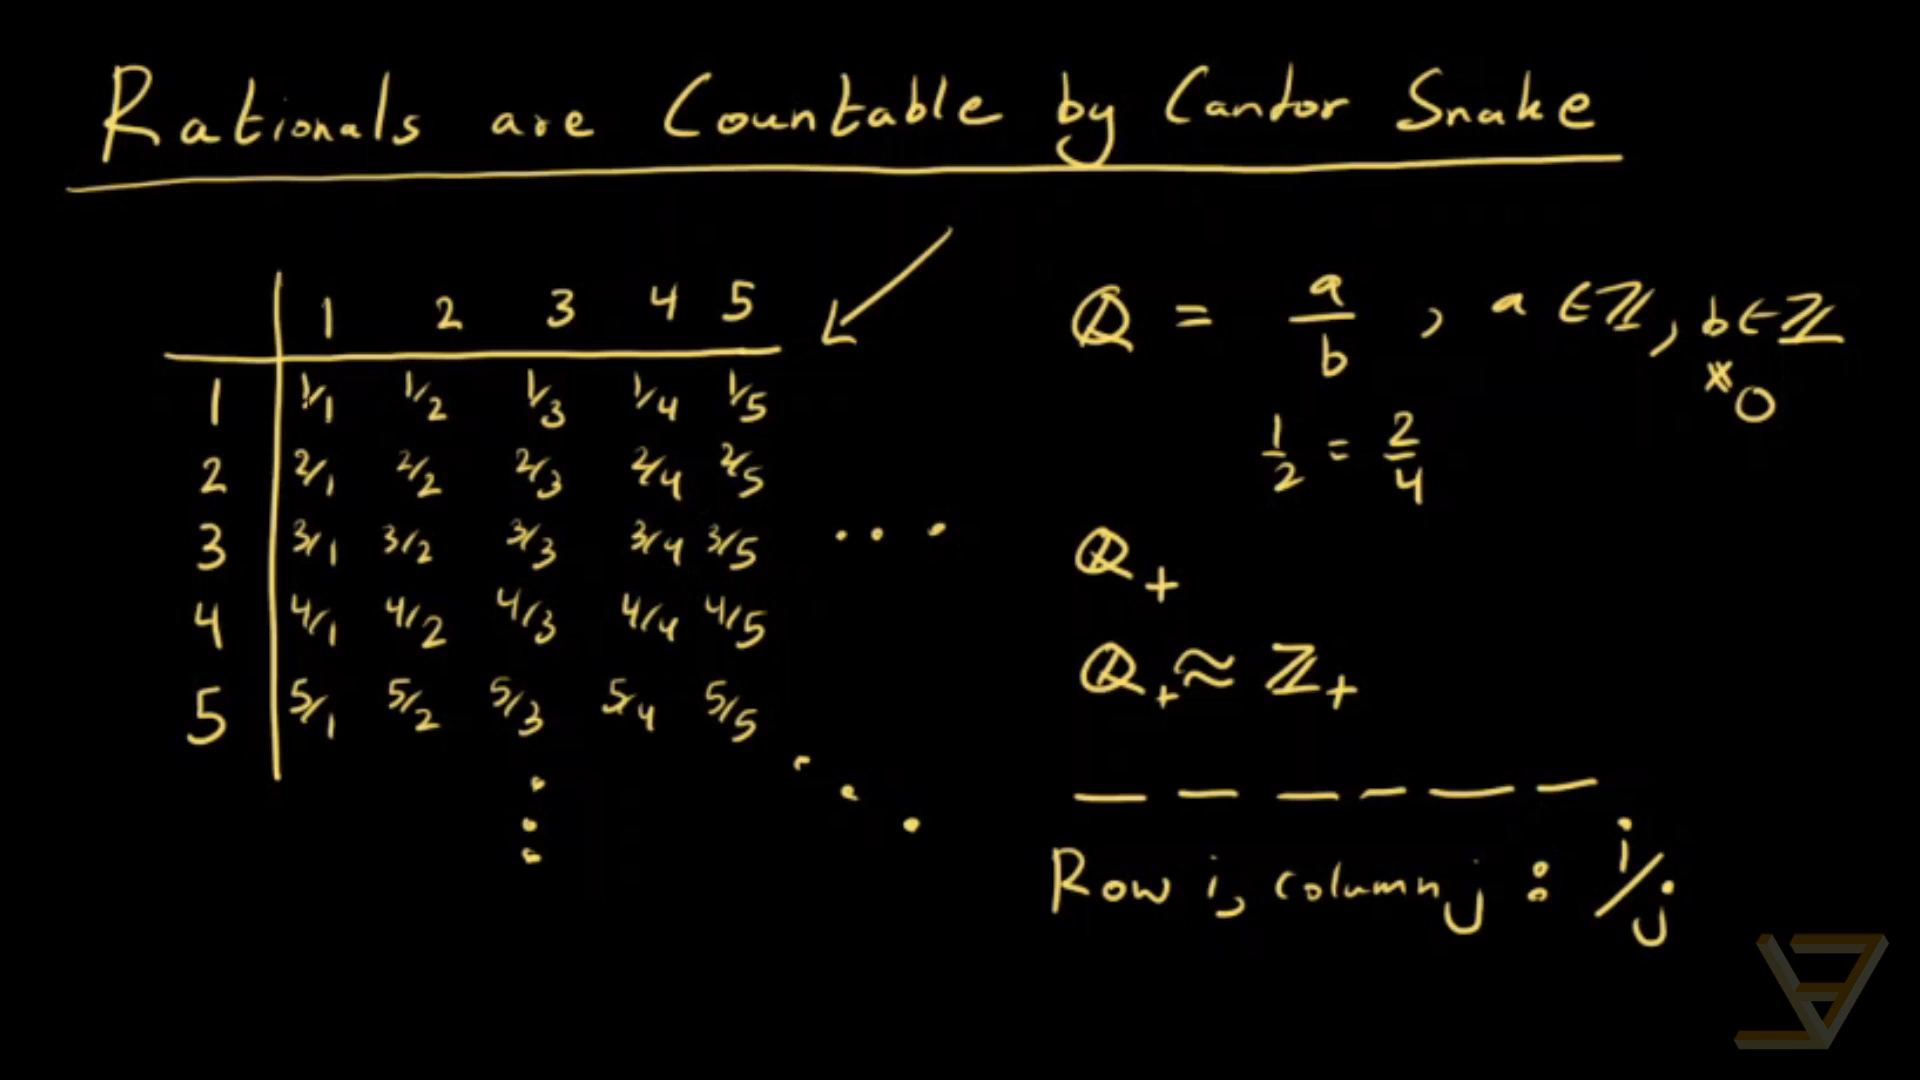 Rationals are Countable by Cantor Snake
1 2 3 4 5
1 1/1 1/2 1/3 1/4 1/5
2 2/1 2/2 2/3 2/4 2/5
3 3/1 3/2 3/3 3/4 3/5 ...
4 4/1 4/2 4/3 4/4 4/5
5 5/1 5/2 5/3 5/4 5/5
ℚ = a/b , a ∈ ℤ, b ∈ ℤ
≠0
1/2 = 2/4
ℚ+
ℚ+ ≈ ℤ+
Row i, column j : i/j